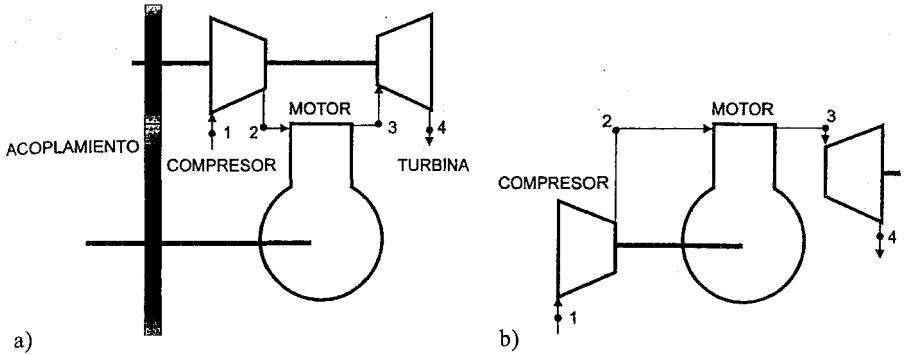 MOTOR
1
2
3
4
ACOPLAMIENTO
COMPRESOR
TURBINA
a)
MOTOR
2
3
COMPRESOR
4
1
b)